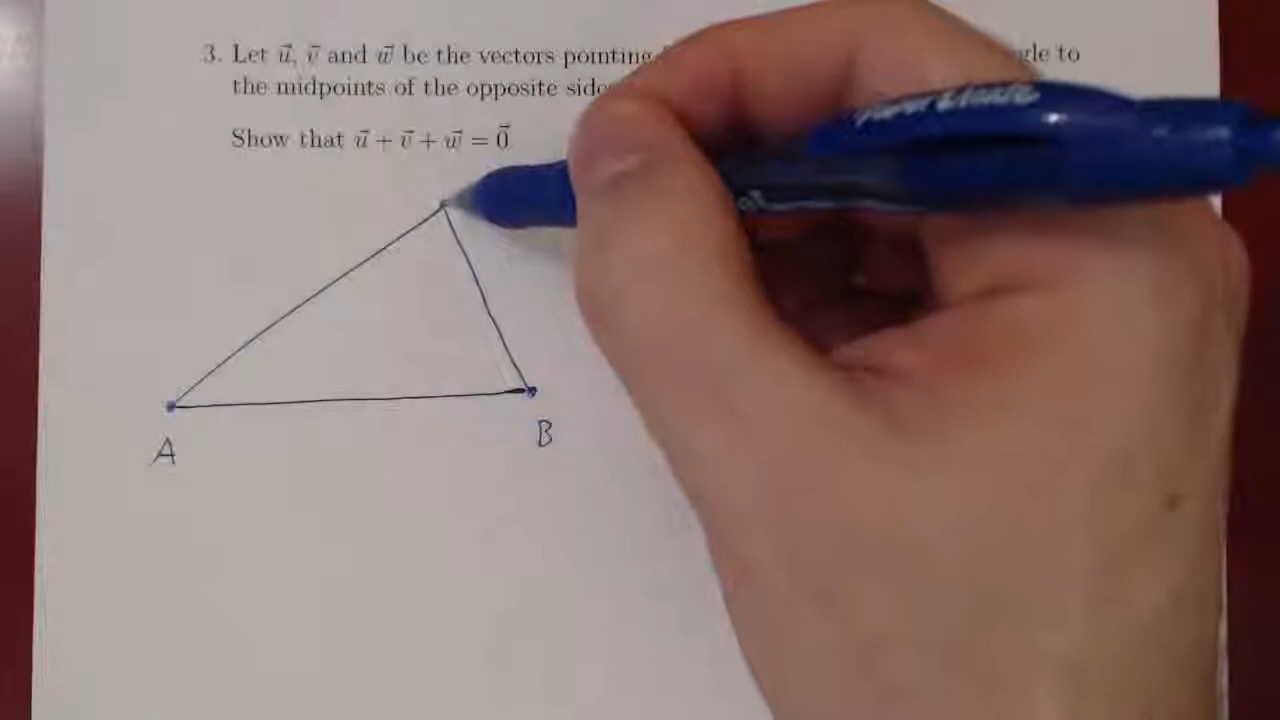 3. Let u⃗, v⃗ and w⃗ be the vectors pointing gle to
the midpoints of the opposite side
Show that u⃗ + v⃗ + w⃗ = 0⃗
A
B